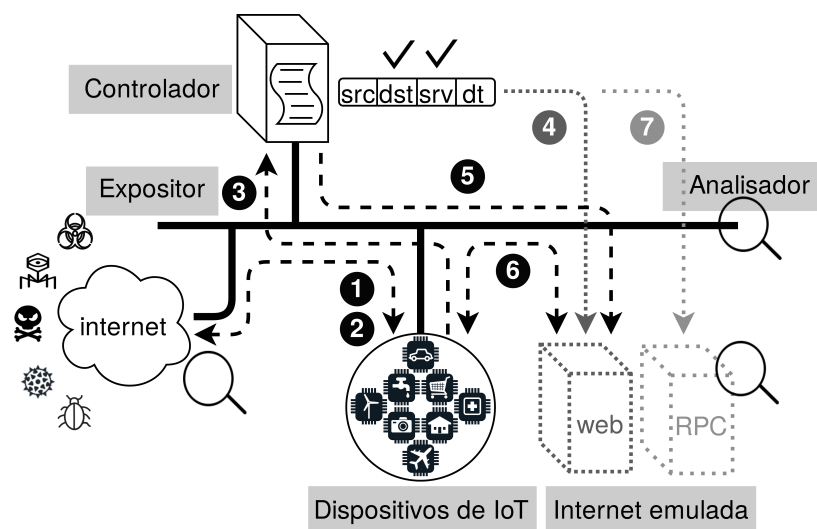 Controlador
src dst srv dt
4
7
Expositor
3
5
Analisador
internet
1
2
6
web
RPC
Dispositivos de IoT
Internet emulada